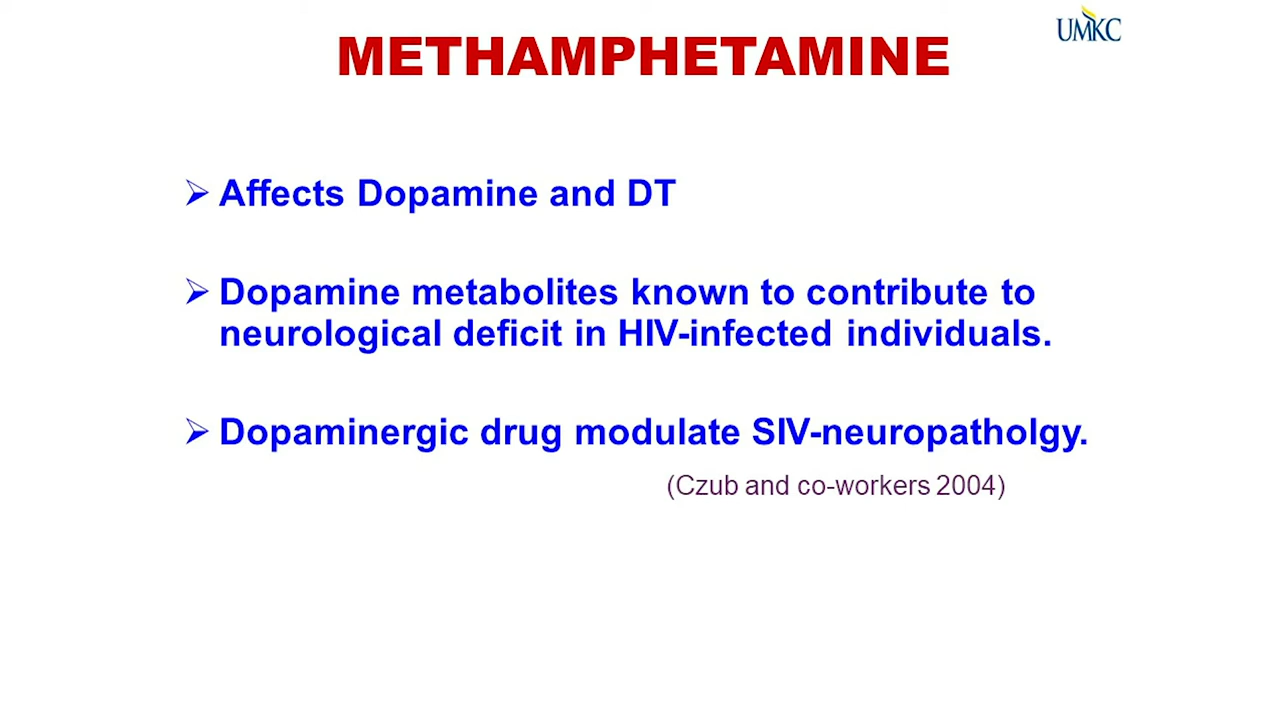 UMKC
METHAMPHETAMINE
➢ Affects Dopamine and DT
➢ Dopamine metabolites known to contribute to
neurological deficit in HIV-infected individuals.
➢ Dopaminergic drug modulate SIV-neuropatholgy.
(Czub and co-workers 2004)